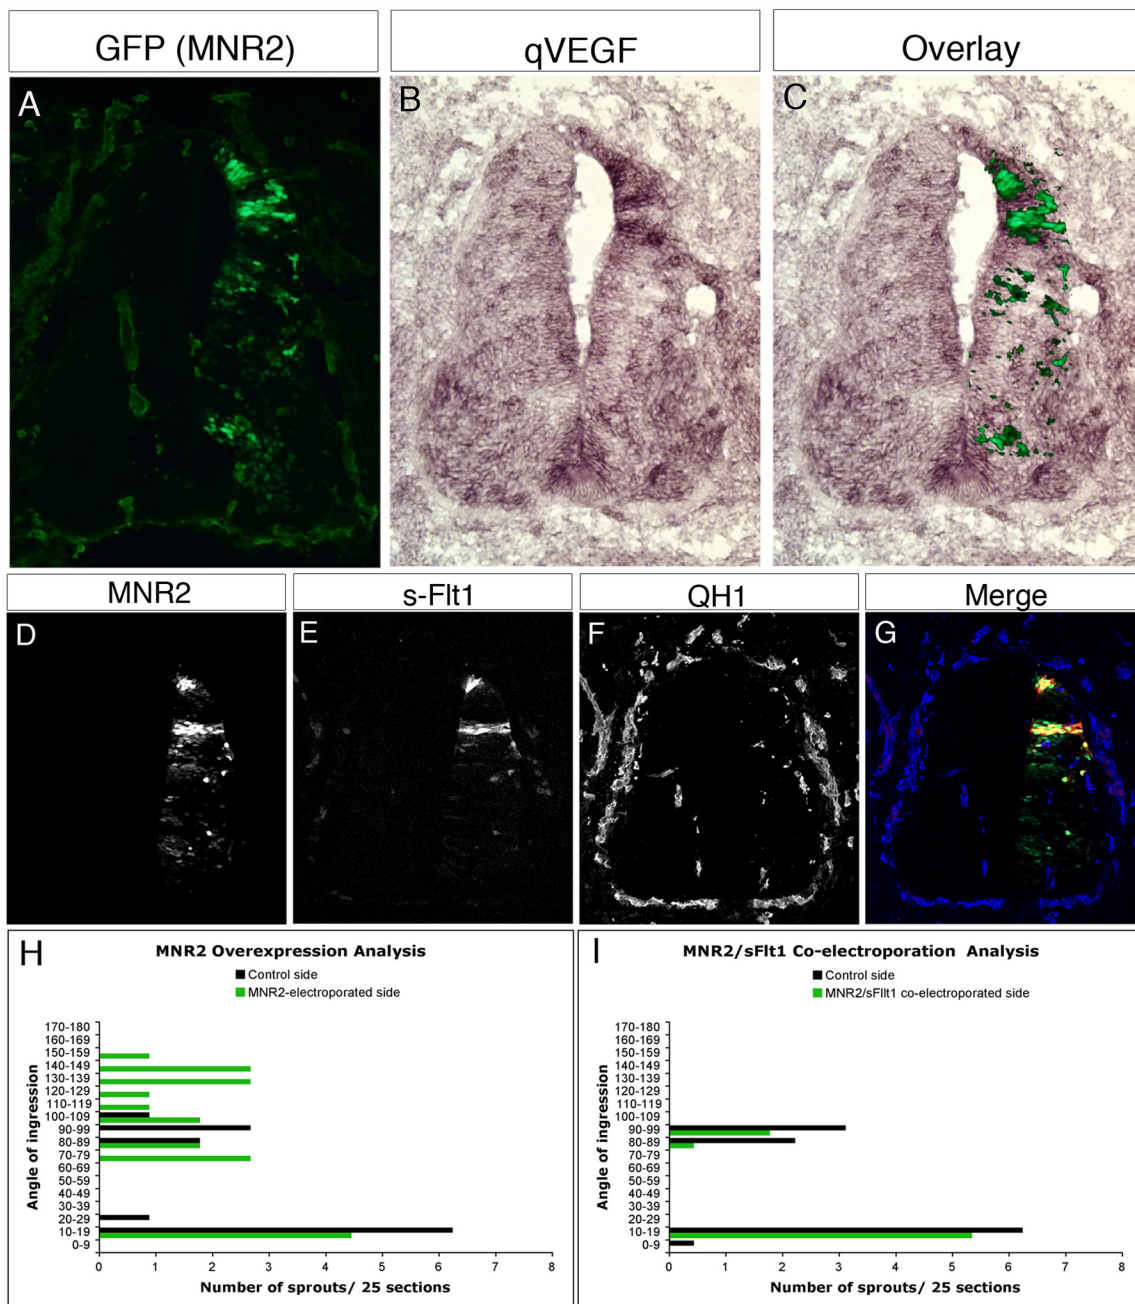 GFP (MNR2)
qVEGF
Overlay
A
B
C
MNR2
s-Flt1
QH1
Merge
D
E
F
G
H
MNR2 Overexpression Analysis
Control side
MNR2-electroporated side
Angle of ingression
170-180
160-169
150-159
140-149
130-139
120-129
110-119
100-109
90-99
80-89
70-79
60-69
50-59
40-49
30-39
20-29
10-19
0-9
0 1 2 3 4 5 6 7 8
Number of sprouts/ 25 sections
I
MNR2/sFlt1 Co-electroporation Analysis
Control side
MNR2/sFllt1 co-electroporated side
Angle of ingression
170-180
160-169
150-159
140-149
130-139
120-129
110-119
100-109
90-99
80-89
70-79
60-69
50-59
40-49
30-39
20-29
10-19
0-9
0 1 2 3 4 5 6 7 8
Number of sprouts/ 25 sections